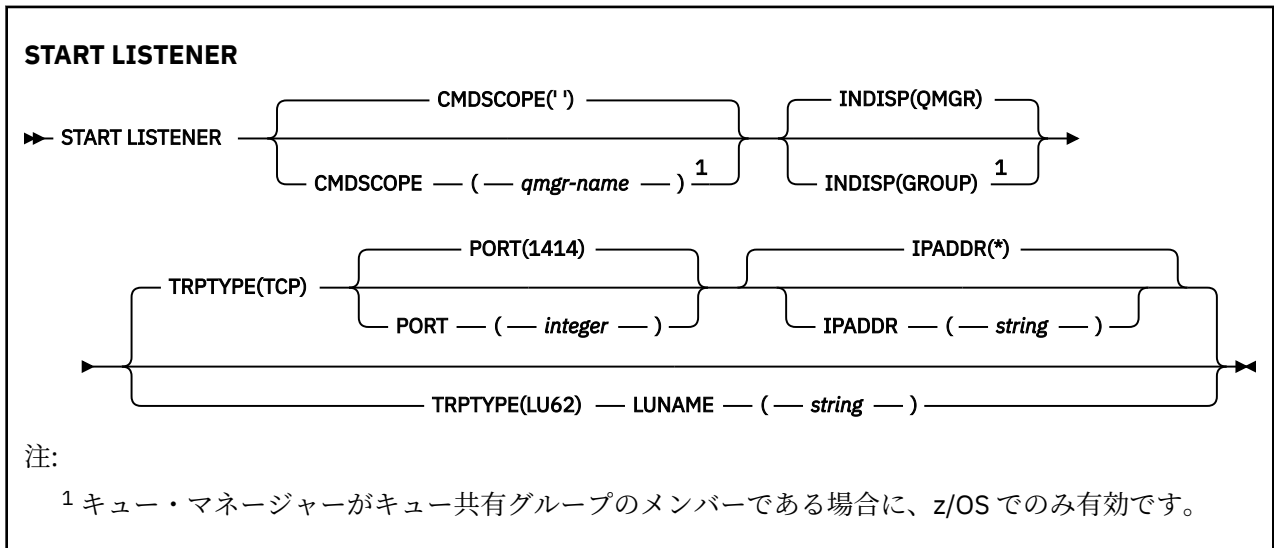 START LISTENER
CMDSCOPE(' ') INDISP(QMGR)
START LISTENER
CMDSCOPE ( qmgr-name ) 1 INDISP(GROUP) 1
PORT(1414) IPADDR(*)
TRPTYPE(TCP)
PORT ( integer ) IPADDR ( string )
TRPTYPE(LU62) LUNAME ( string )
注:
1 キュー・マネージャーがキュー共有グループのメンバーである場合に、z/OS でのみ有効です。